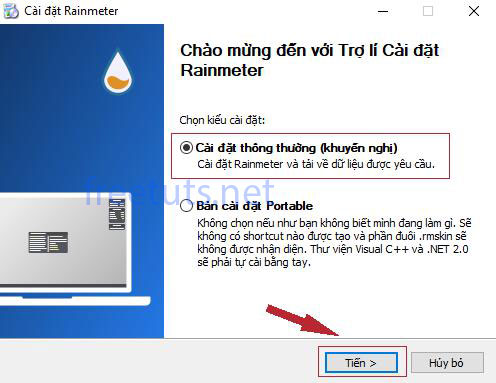 Cài đặt Rainmeter
Chào mừng đến với Trợ lí Cài đặt
Rainmeter
Chọn kiểu cài đặt:
Cài đặt thông thường (khuyến nghị)
Cài đặt Rainmeter và tải về dữ liệu được yêu cầu.
freetuts.net
Bản cài đặt Portable
Không chọn nếu như bạn không biết mình đang làm gì. Sẽ
không có shortcut nào được tạo và phần đuôi .rmskin sẽ
không được nhận diện. Thư viện Visual C++ và .NET 2.0
sẽ phải tự cài bằng tay.
Tiến >
Hủy bỏ